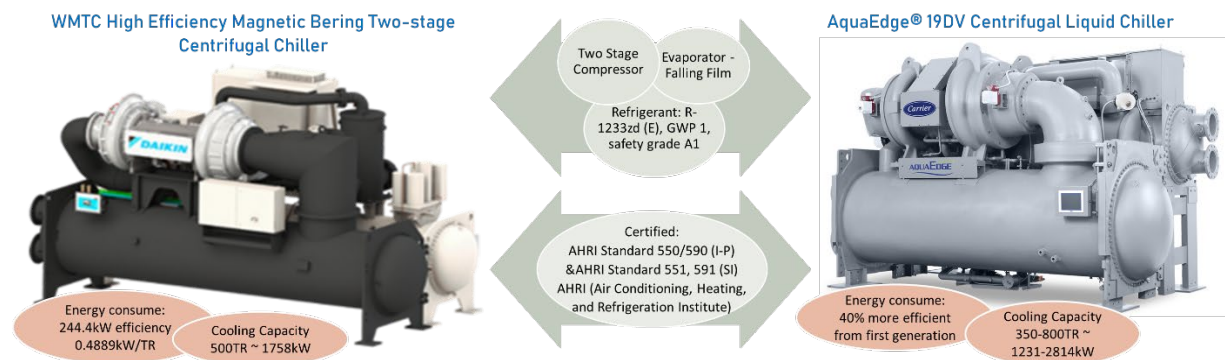 WMTC High Efficiency Magnetic Bering Two-stage
Centrifugal Chiller
DAIKIN
Energy consume:
244.4kW efficiency
0.4889kW/TR
Cooling Capacity
500TR ~ 1758kW
Two Stage
Compressor
Evaporator -
Falling Film
Refrigerant: R-
1233zd (E), GWP 1,
safety grade A1
Certified:
AHRI Standard 550/590 (I-P)
&AHRI Standard 551, 591 (SI)
AHRI (Air Conditioning, Heating,
and Refrigeration Institute)
AquaEdge® 19DV Centrifugal Liquid Chiller
Carrier
AQUAEDGE
Energy consume:
40% more efficient
from first generation
Cooling Capacity
350-800TR ~
1231-2814kW